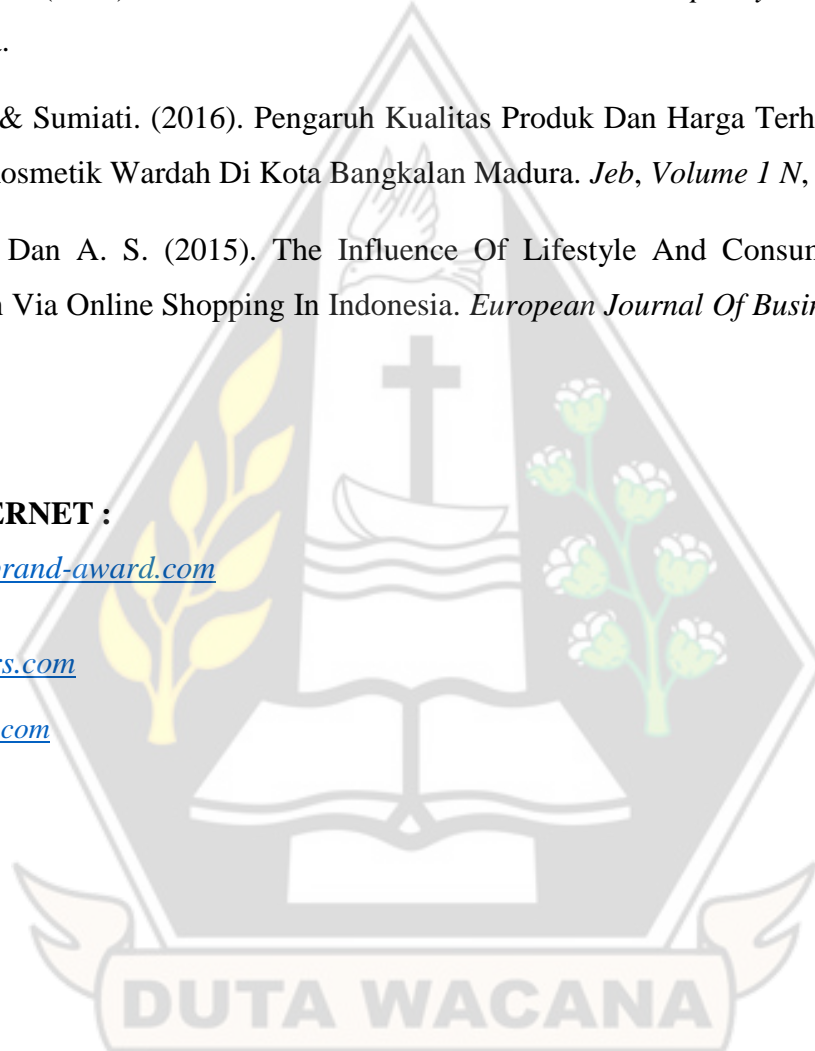 & Sumiati. (2016). Pengaruh Kualitas Produk Dan Harga Terh
osmetik Wardah Di Kota Bangkalan Madura. Jeb, Volume 1 N,
Dan A. S. (2015). The Influence Of Lifestyle And Consum
Via Online Shopping In Indonesia. European Journal Of Busin
ERNET :
brand-award.com
rs.com
.com
DUTA WACANA